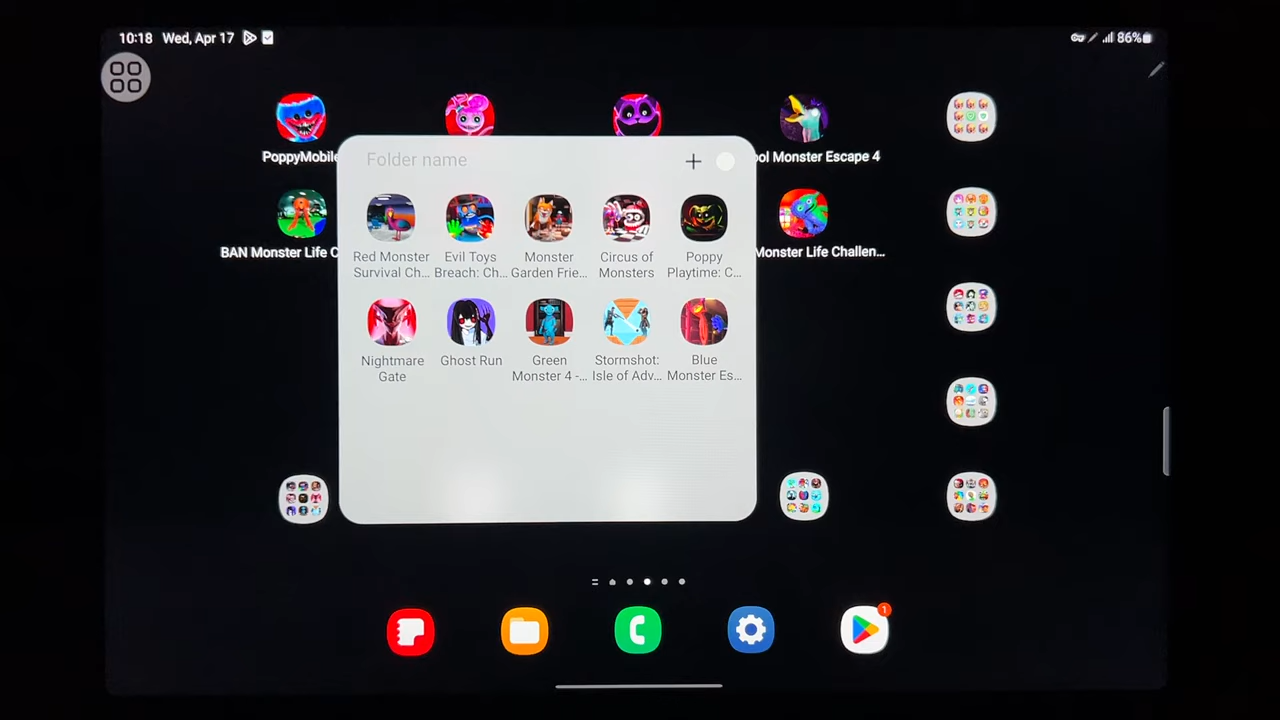 10:18 Wed, Apr 17
86%
PoppyMobile
ool Monster Escape 4
BAN Monster Life C
Monster Life Challen...
Folder name
Red Monster
Survival Ch...
Evil Toys
Breach: Ch...
Monster
Garden Frie...
Circus of
Monsters
Poppy
Playtime: C...
Nightmare
Gate
Ghost Run
Green
Monster 4 -...
Stormshot:
Isle of Adv...
Blue
Monster Es...
1